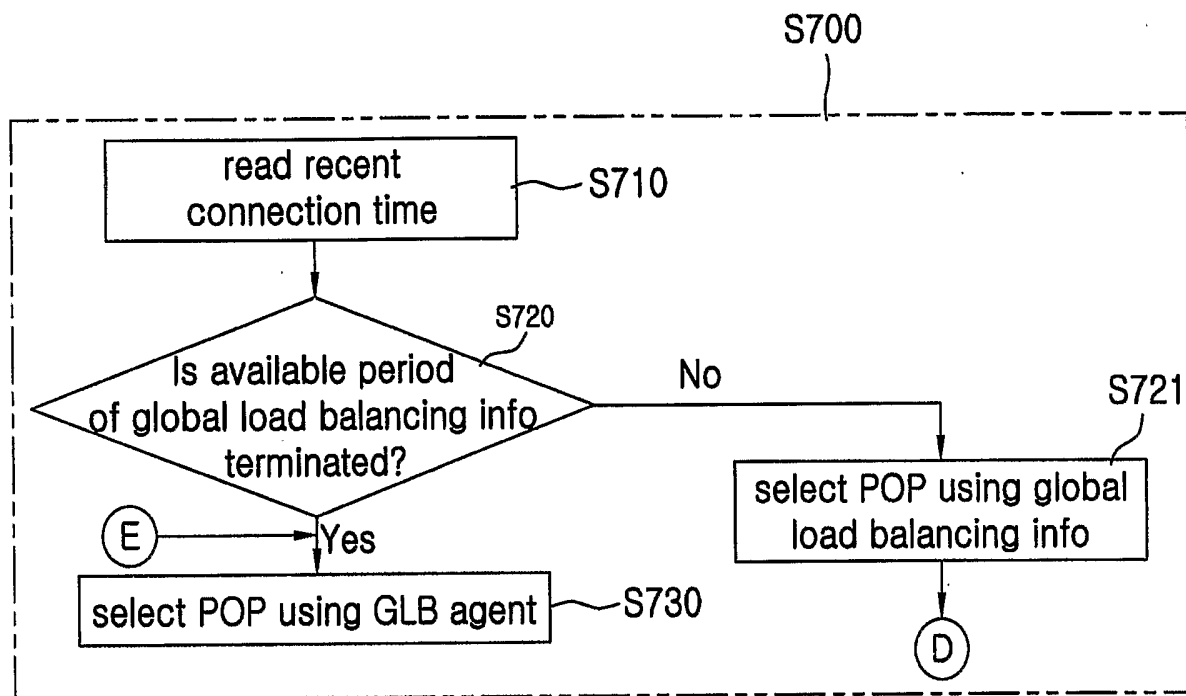 S700
read recent
connection time
S710
S720
Is available period
of global load balancing info
terminated?
No
S721
select POP using global
load balancing info
E
Yes
select POP using GLB agent
S730
D